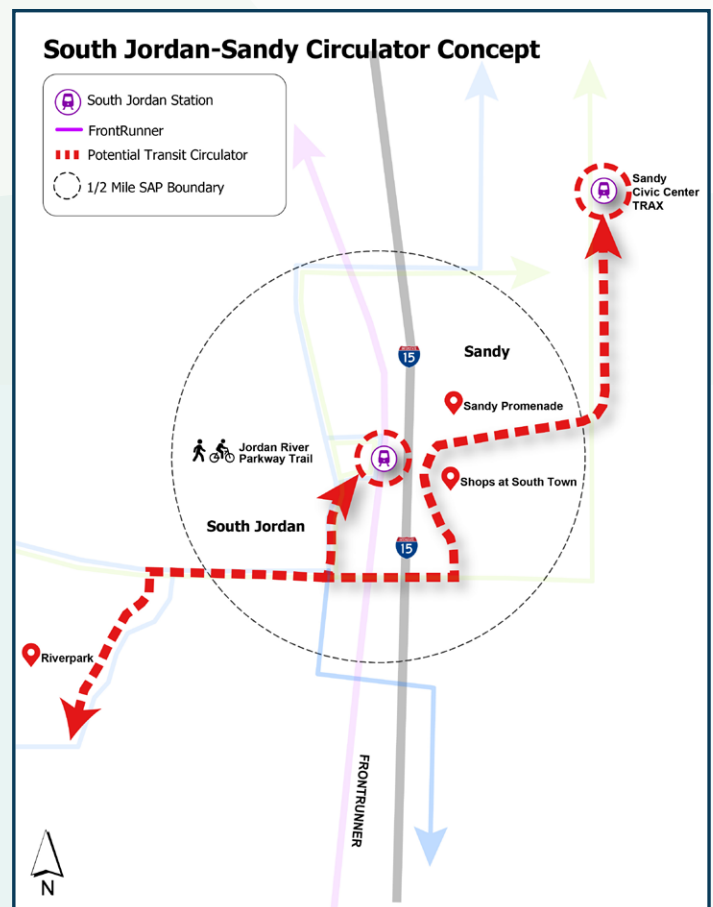 South Jordan-Sandy Circulator Concept
South Jordan Station
FrontRunner
Potential Transit Circulator
1/2 Mile SAP Boundary
Sandy
Civic Center
TRAX
15
Sandy
Sandy Promenade
Jordan River
Parkway Trail
Shops at South Town
South Jordan
15
Riverpark
FRONTRUNNER
N